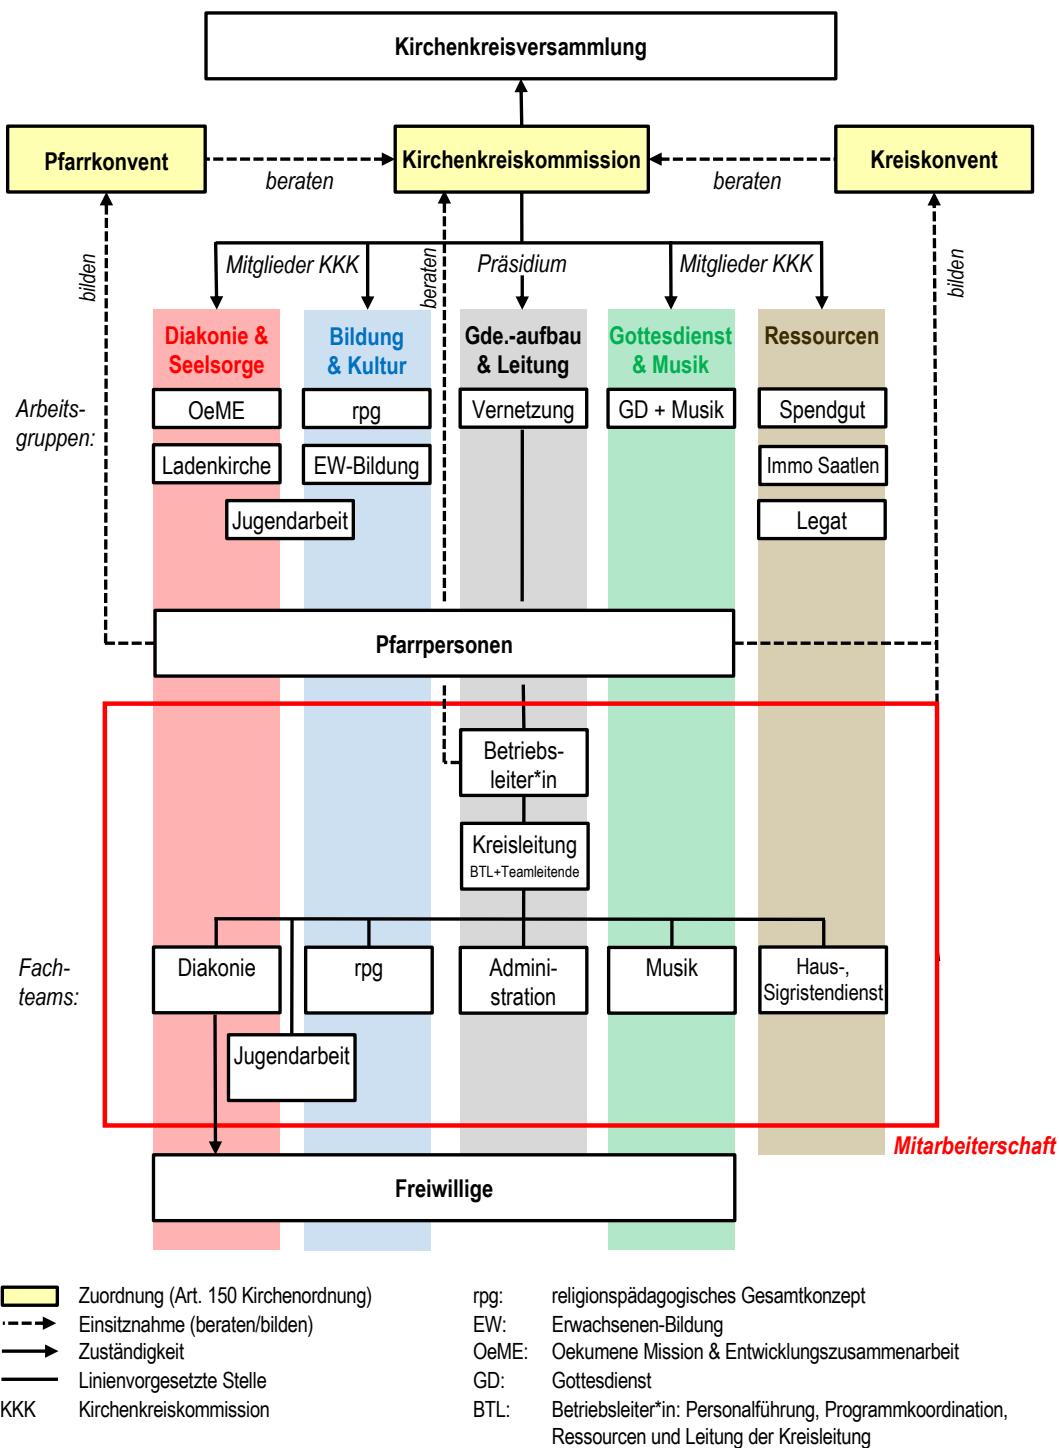 Kirchenkreisversammlung
Pfarrkonvent
Kirchenkreiskommission
Kreiskonvent
beraten
beraten
bilden
Mitglieder KKK
beraten
Präsidium
Mitglieder KKK
bilden
Diakonie &
Seelsorge
Bildung
& Kultur
Gde.-aufbau
& Leitung
Gottesdienst
& Musik
Ressourcen
Arbeits-
gruppen:
OeME
rpg
Vernetzung
GD + Musik
Spendgut
Ladenkirche
EW-Bildung
Immo Saatlen
Jugendarbeit
Legat
Pfarrpersonen
Betriebs-
leiter*in
Kreisleitung
BTL+Teamleitende
Fach-
teams:
Diakonie
rpg
Admini-
stration
Musik
Haus-,
Sigristendienst
Jugendarbeit
Mitarbeiterschaft
Freiwillige
Zuordnung (Art. 150 Kirchenordnung)
Einsitznahme (beraten/bilden)
Zuständigkeit
Linienvorgesetzte Stelle
KKK Kirchenkreiskommission
rpg: religionspädagogisches Gesamtkonzept
EW: Erwachsenen-Bildung
OeME: Oekumene Mission & Entwicklungszusammenarbeit
GD: Gottesdienst
BTL: Betriebsleiter*in: Personalführung, Programmkoordination,
Ressourcen und Leitung der Kreisleitung